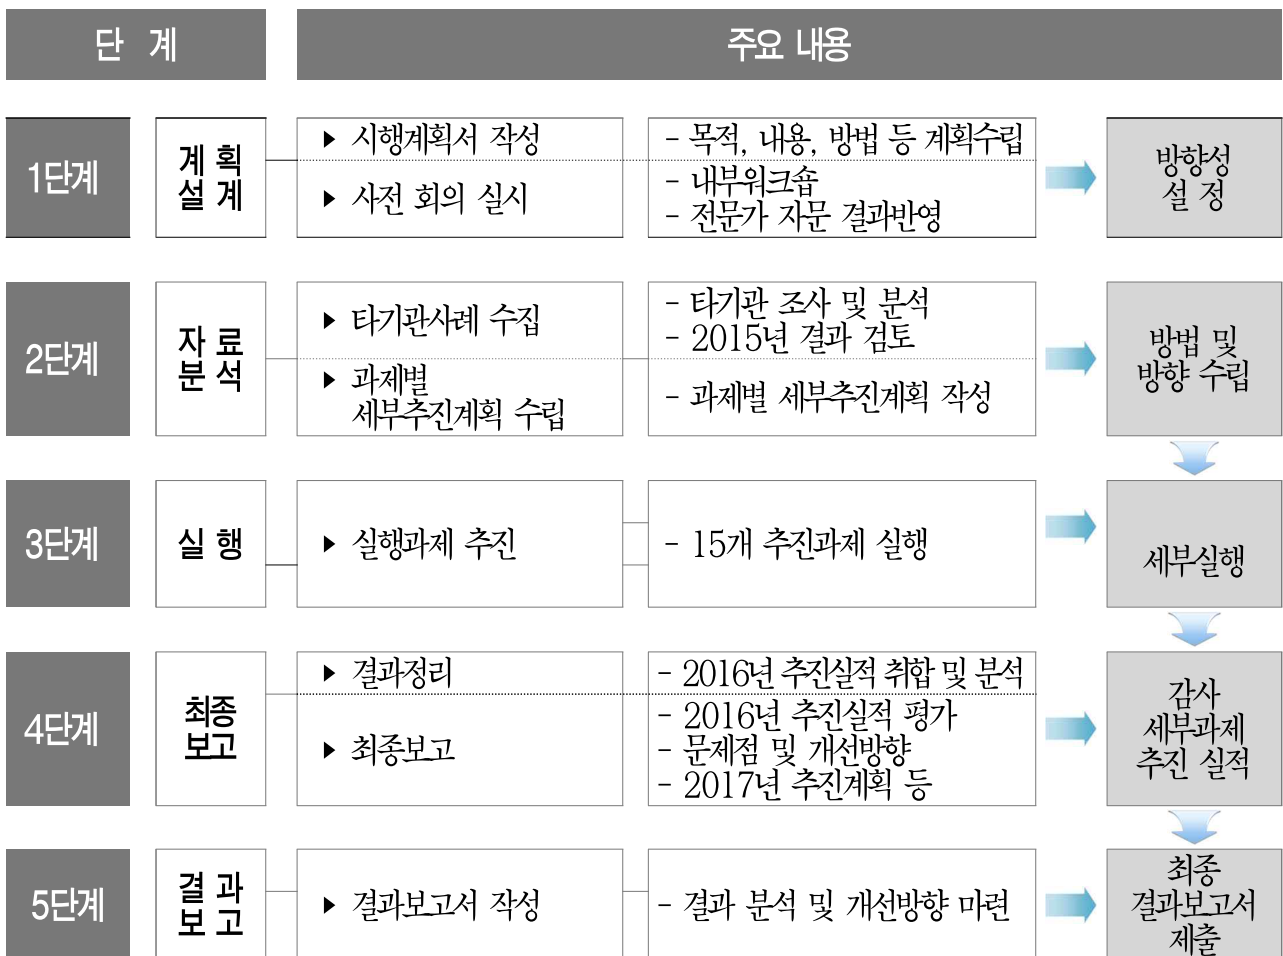 단 계
주요 내용
1단계
계 획
설 계
▶ 시행계획서 작성
- 목적, 내용, 방법 등 계획수립
▶ 사전 회의 실시
- 내부워크숍
- 전문가 자문 결과반영
방향성
설 정
2단계
자 료
분 석
▶ 타기관사례 수집
- 타기관 조사 및 분석
- 2015년 결과 검토
▶ 과제별
세부추진계획 수립
- 과제별 세부추진계획 작성
방법 및
방향 수립
3단계
실 행
▶ 실행과제 추진
- 15개 추진과제 실행
세부실행
4단계
최종
보고
▶ 결과정리
- 2016년 추진실적 취합 및 분석
▶ 최종보고
- 2016년 추진실적 평가
- 문제점 및 개선방향
- 2017년 추진계획 등
감사
세부과제
추진 실적
5단계
결 과
보 고
▶ 결과보고서 작성
- 결과 분석 및 개선방향 마련
최종
결과보고서
제출